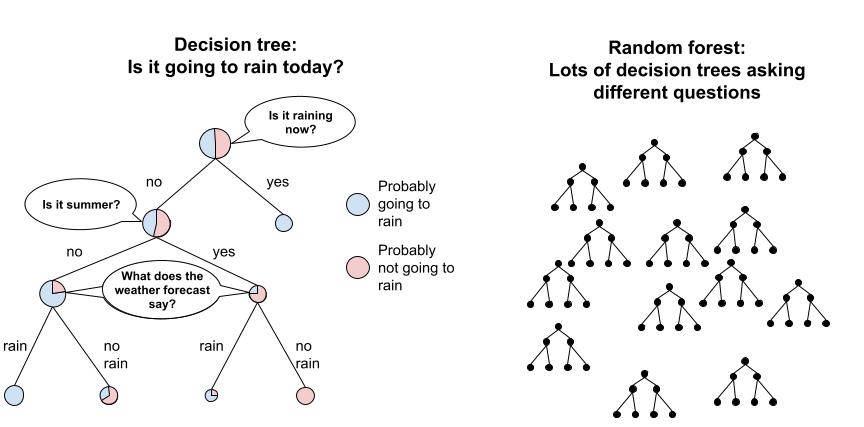 Decision tree:
Is it going to rain today?
Is it raining
now?
no
yes
Is it summer?
no
yes
What does the
weather forecast
say?
rain
no
rain
rain
no
rain
Probably
going to
rain
Probably
not going to
rain
Random forest:
Lots of decision trees asking
different questions